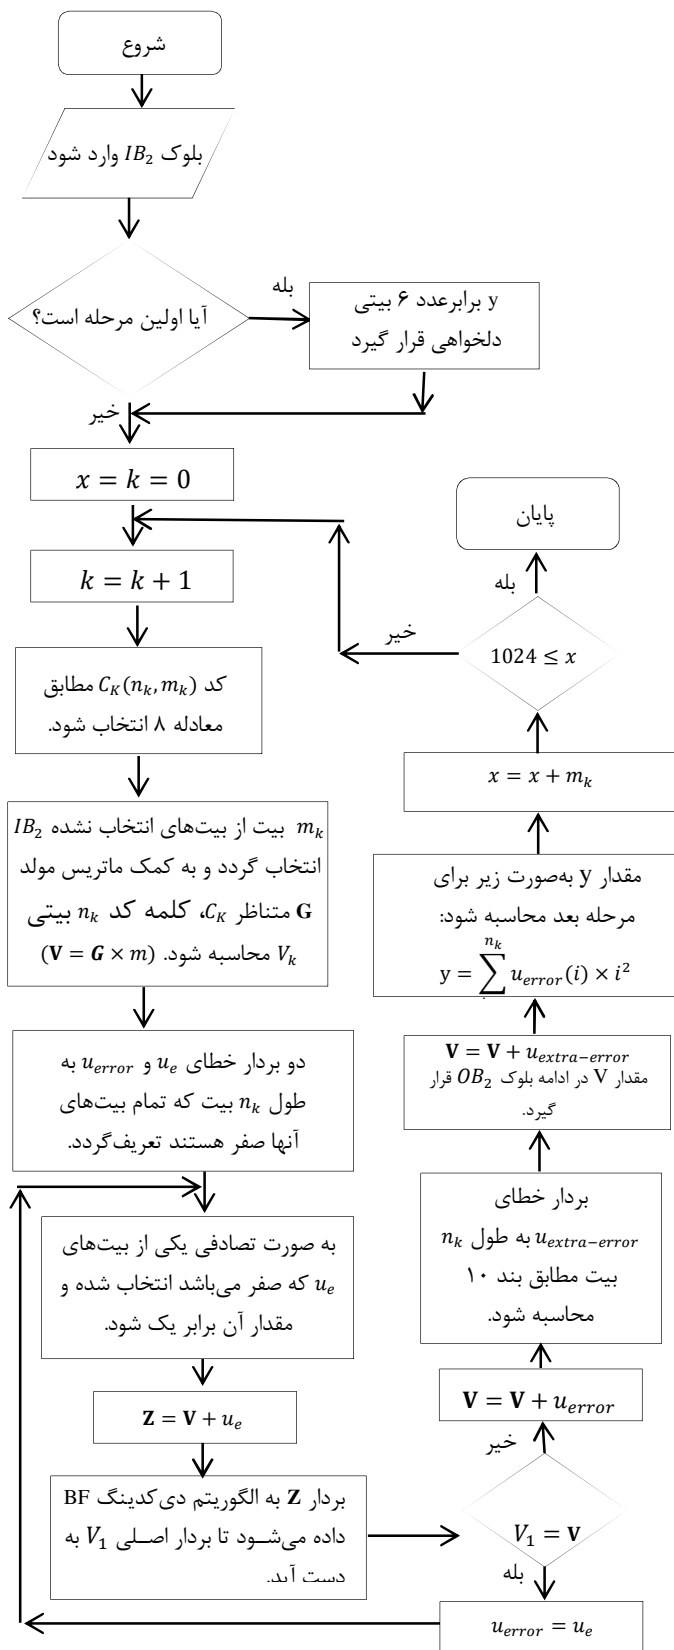 شروع
بلوک IB₂ وارد شود
آیا اولین مرحله است؟
بله
y برابرعدد ۶ بیتی
دلخواهی قرار گیرد
خیر
x = k = 0
k = k + 1
کد C_K(n_k, m_k) مطابق
معادله ۸ انتخاب شود.
m_k بیت از بیت‌های انتخاب نشده IB₂
انتخاب گردد و به کمک ماتریس مولد
G متناظر C_K، کلمه کد n_k بیتی
V_k محاسبه شود. (V = G × m)
دو بردار خطای u_e و u_error به
طول n_k بیت که تمام بیت‌های
آنها صفر هستند تعریف‌گردد.
به صورت تصادفی یکی از بیت‌های
u_e که صفر می‌باشد انتخاب شده و
مقدار آن برابر یک شود.
Z = V + u_e
بردار Z به الگوریتم دی‌کدینگ BF
داده می‌شـــود تا بردار اصلـی V₁ به
دست آید.
V₁ = V
بله
u_error = u_e
خیر
V = V + u_error
بردار خطای
u_extra−error به طول n_k
بیت مطابق بند ۱۰
محاسبه شود.
V = V + u_extra−error
مقدار V در ادامه بلوک OB₂ قرار
گیرد.
مقدار y به‌صورت زیر برای
مرحله بعد محاسبه شود:
y = ∑^{n_k} u_error(i) × i²
x = x + m_k
1024 ≤ x
خیر
بله
پایان